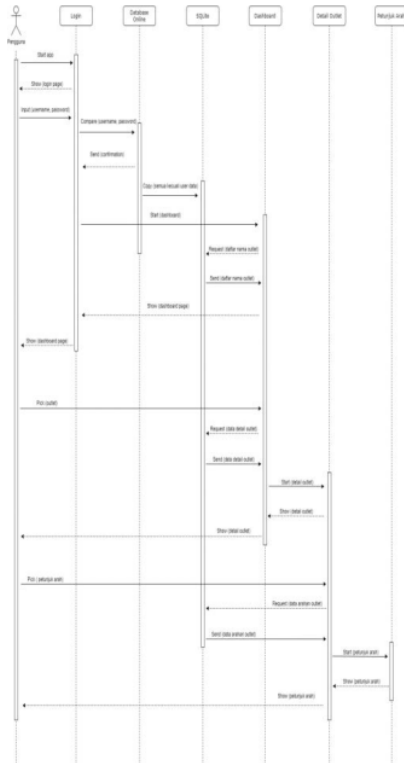 Login
Database
Online
SQLite
Dashboard
Detail Outlet
Petunjuk Arah
Pengguna
Start app
Show (login page)
Input (username, password)
Compare (username, password)
Send (confirmation)
Copy (semua kecuali user data)
Start (dashboard)
Request (daftar nama outlet)
Send (daftar nama outlet)
Show (dashboard page)
Show (dashboard page)
Pick (outlet)
Request (data detail outlet)
Send (data detail outlet)
Start (detail outlet)
Show (detail outlet)
Show (detail outlet)
Pick ( petunjuk arah)
Request (data arahan outlet)
Send (data arahan outlet)
Start (petunjuk arah)
Show (petunjuk arah)
Show (petunjuk arah)